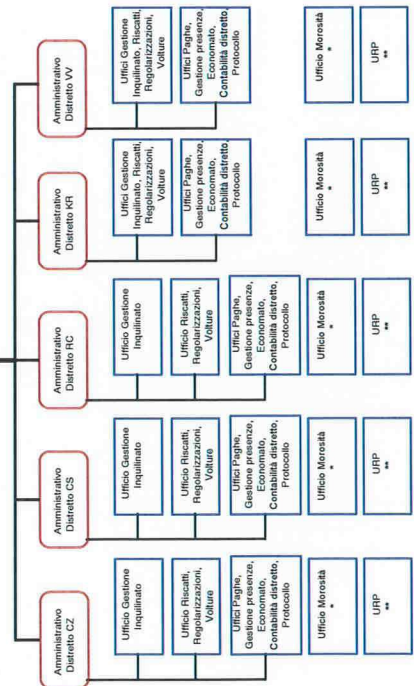 Amministrativo
Distretto CZ
Ufficio Gestione
Inquilinato
Ufficio Riscatti,
Regolarizzazioni,
Volture
Uffici Paghe,
Gestione presenze,
Economato,
Contabilità distretto,
Protocollo
Ufficio Morosità
*
URP
**
Amministrativo
Distretto CS
Ufficio Gestione
Inquilinato
Ufficio Riscatti,
Regolarizzazioni,
Volture
Uffici Paghe,
Gestione presenze,
Economato,
Contabilità distretto,
Protocollo
Ufficio Morosità
*
URP
**
Amministrativo
Distretto RC
Ufficio Gestione
Inquilinato
Ufficio Riscatti,
Regolarizzazioni,
Volture
Uffici Paghe,
Gestione presenze,
Economato,
Contabilità distretto,
Protocollo
Ufficio Morosità
*
URP
**
Amministrativo
Distretto KR
Uffici Gestione
Inquilinato, Riscatti,
Regolarizzazioni,
Volture
Uffici Paghe,
Gestione presenze,
Economato,
Contabilità distretto,
Protocollo
Ufficio Morosità
*
URP
**
Amministrativo
Distretto VV
Uffici Gestione
Inquilinato, Riscatti,
Regolarizzazioni,
Volture
Uffici Paghe,
Gestione presenze,
Economato,
Contabilità distretto,
Protocollo
Ufficio Morosità
*
URP
**